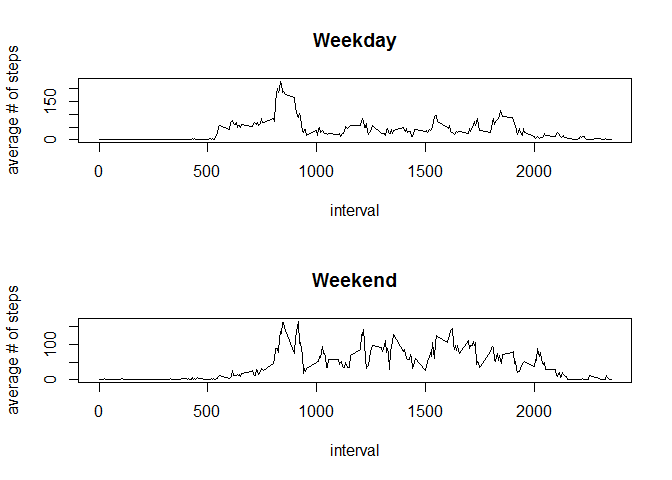 Weekday
average # of steps
150
0
0 500 1000 1500 2000
interval
Weekend
average # of steps
100
0
0 500 1000 1500 2000
interval